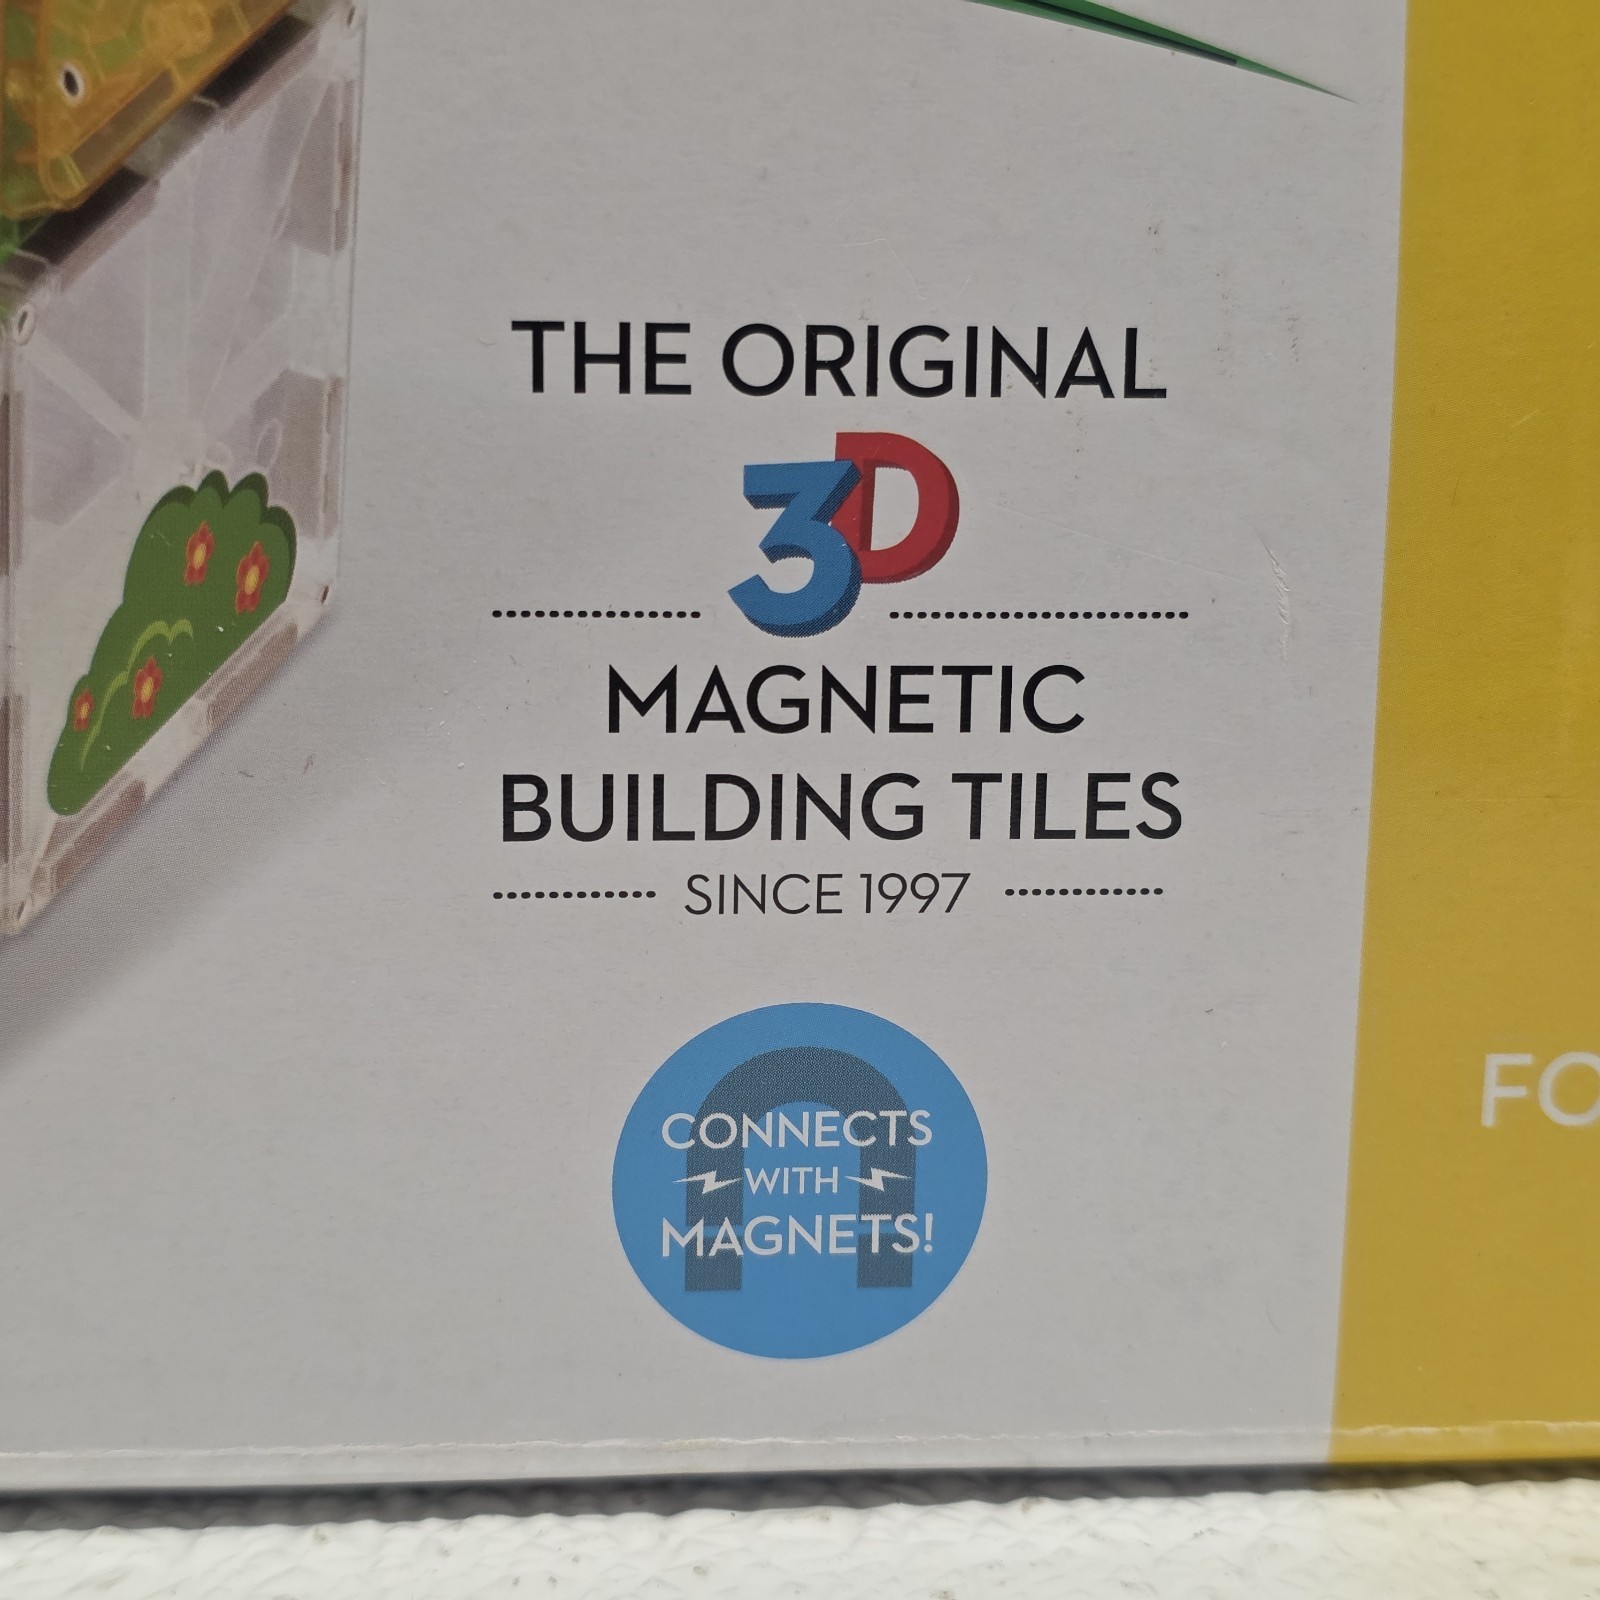 THE ORIGINAL
3D
MAGNETIC
BUILDING TILES
SINCE 1997
CONNECTS
WITH
MAGNETS!